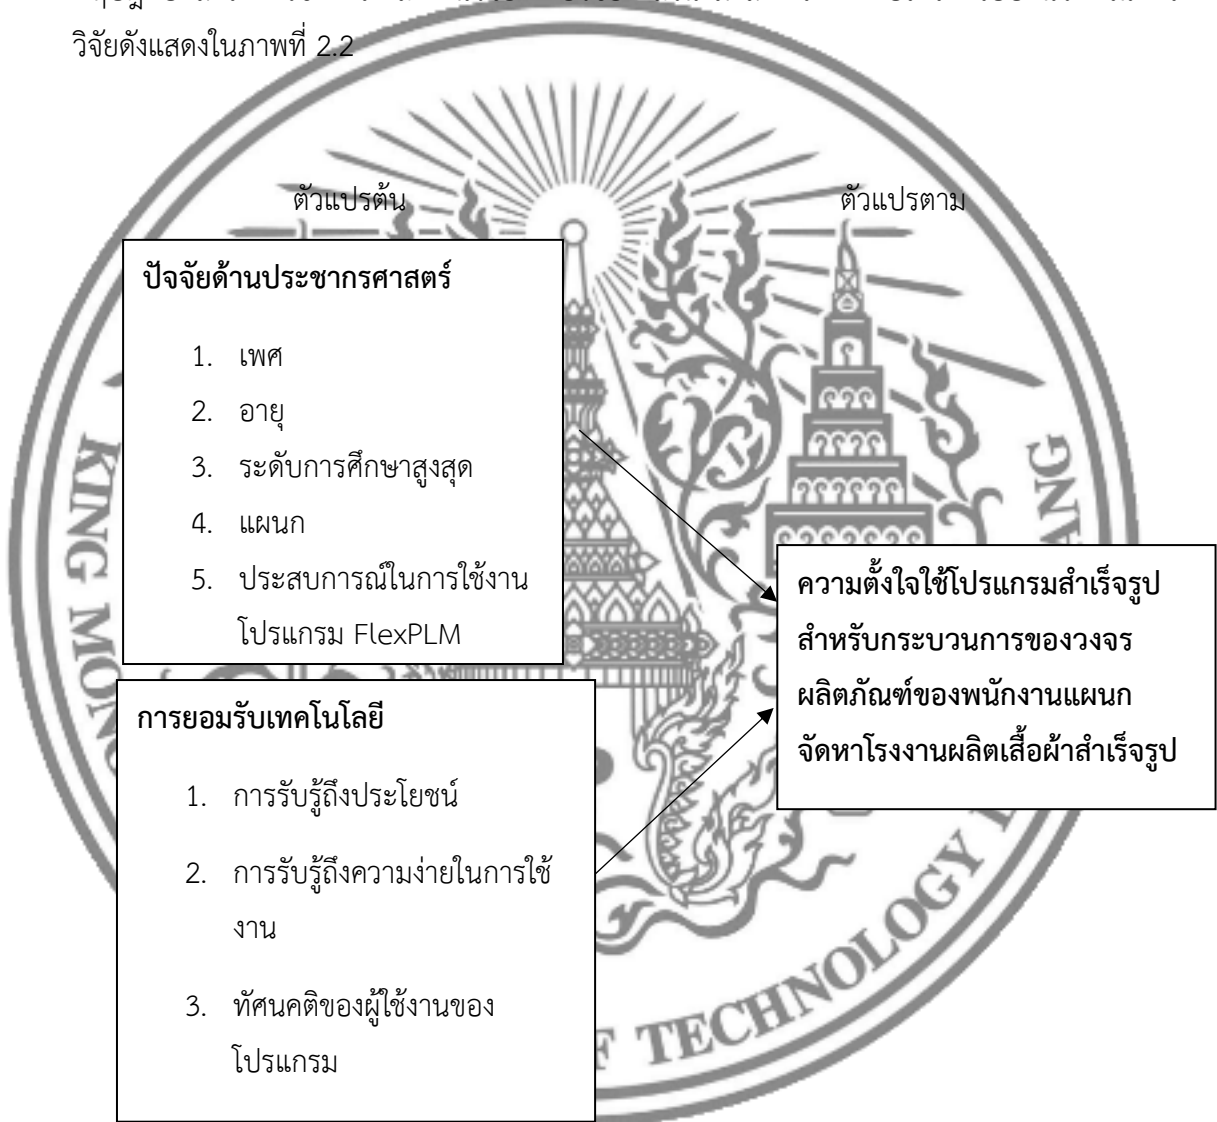 วิจัยดังแสดงในภาพที่ 2.2
ตัวแปรต้น
ตัวแปรตาม
ปัจจัยด้านประชากรศาสตร์
1. เพศ
2. อายุ
3. ระดับการศึกษาสูงสุด
4. แผนก
5. ประสบการณ์ในการใช้งาน
โปรแกรม FlexPLM
ความตั้งใจใช้โปรแกรมสำเร็จรูป
สำหรับกระบวนการของวงจร
ผลิตภัณฑ์ของพนักงานแผนก
จัดหาโรงงานผลิตเสื้อผ้าสำเร็จรูป
การยอมรับเทคโนโลยี
1. การรับรู้ถึงประโยชน์
2. การรับรู้ถึงความง่ายในการใช้
งาน
3. ทัศนคติของผู้ใช้งานของ
โปรแกรม
KING
TECHNOLOGY